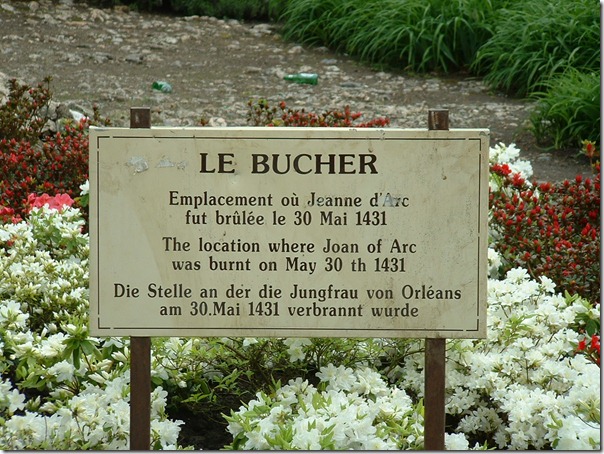 LE BUCHER
Emplacement où Jeanne d'Arc
fut brûlée le 30 Mai 1431
The location where Joan of Arc
was burnt on May 30 th 1431
Die Stelle an der die Jungfrau von Orléans
am 30.Mai 1431 verbrannt wurde